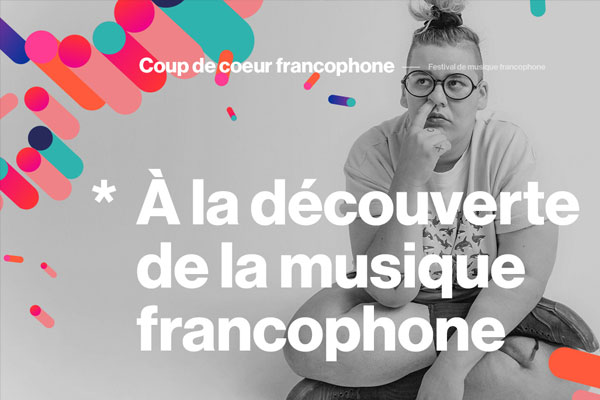 Coup de coeur francophone — Festival de musique francophone
* À la découverte
de la musique
francophone